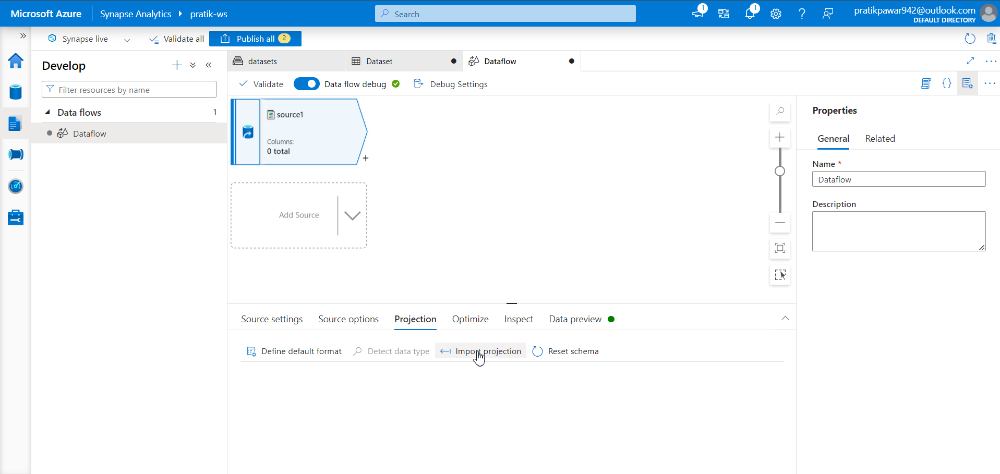 Microsoft Azure
Synapse Analytics
pratik-ws
Search
1
1
pratikpawar942@outlook.com
DEFAULT DIRECTORY
Synapse live
Validate all
Publish all 2
Develop
datasets
Dataset
Dataflow
Filter resources by name
Validate
Data flow debug
Debug Settings
{}
Data flows 1
Dataflow
source1
Columns:
0 total
Add Source
Properties
General
Related
Name *
Dataflow
Description
Source settings
Source options
Projection
Optimize
Inspect
Data preview
Define default format
Detect data type
Import projection
Reset schema